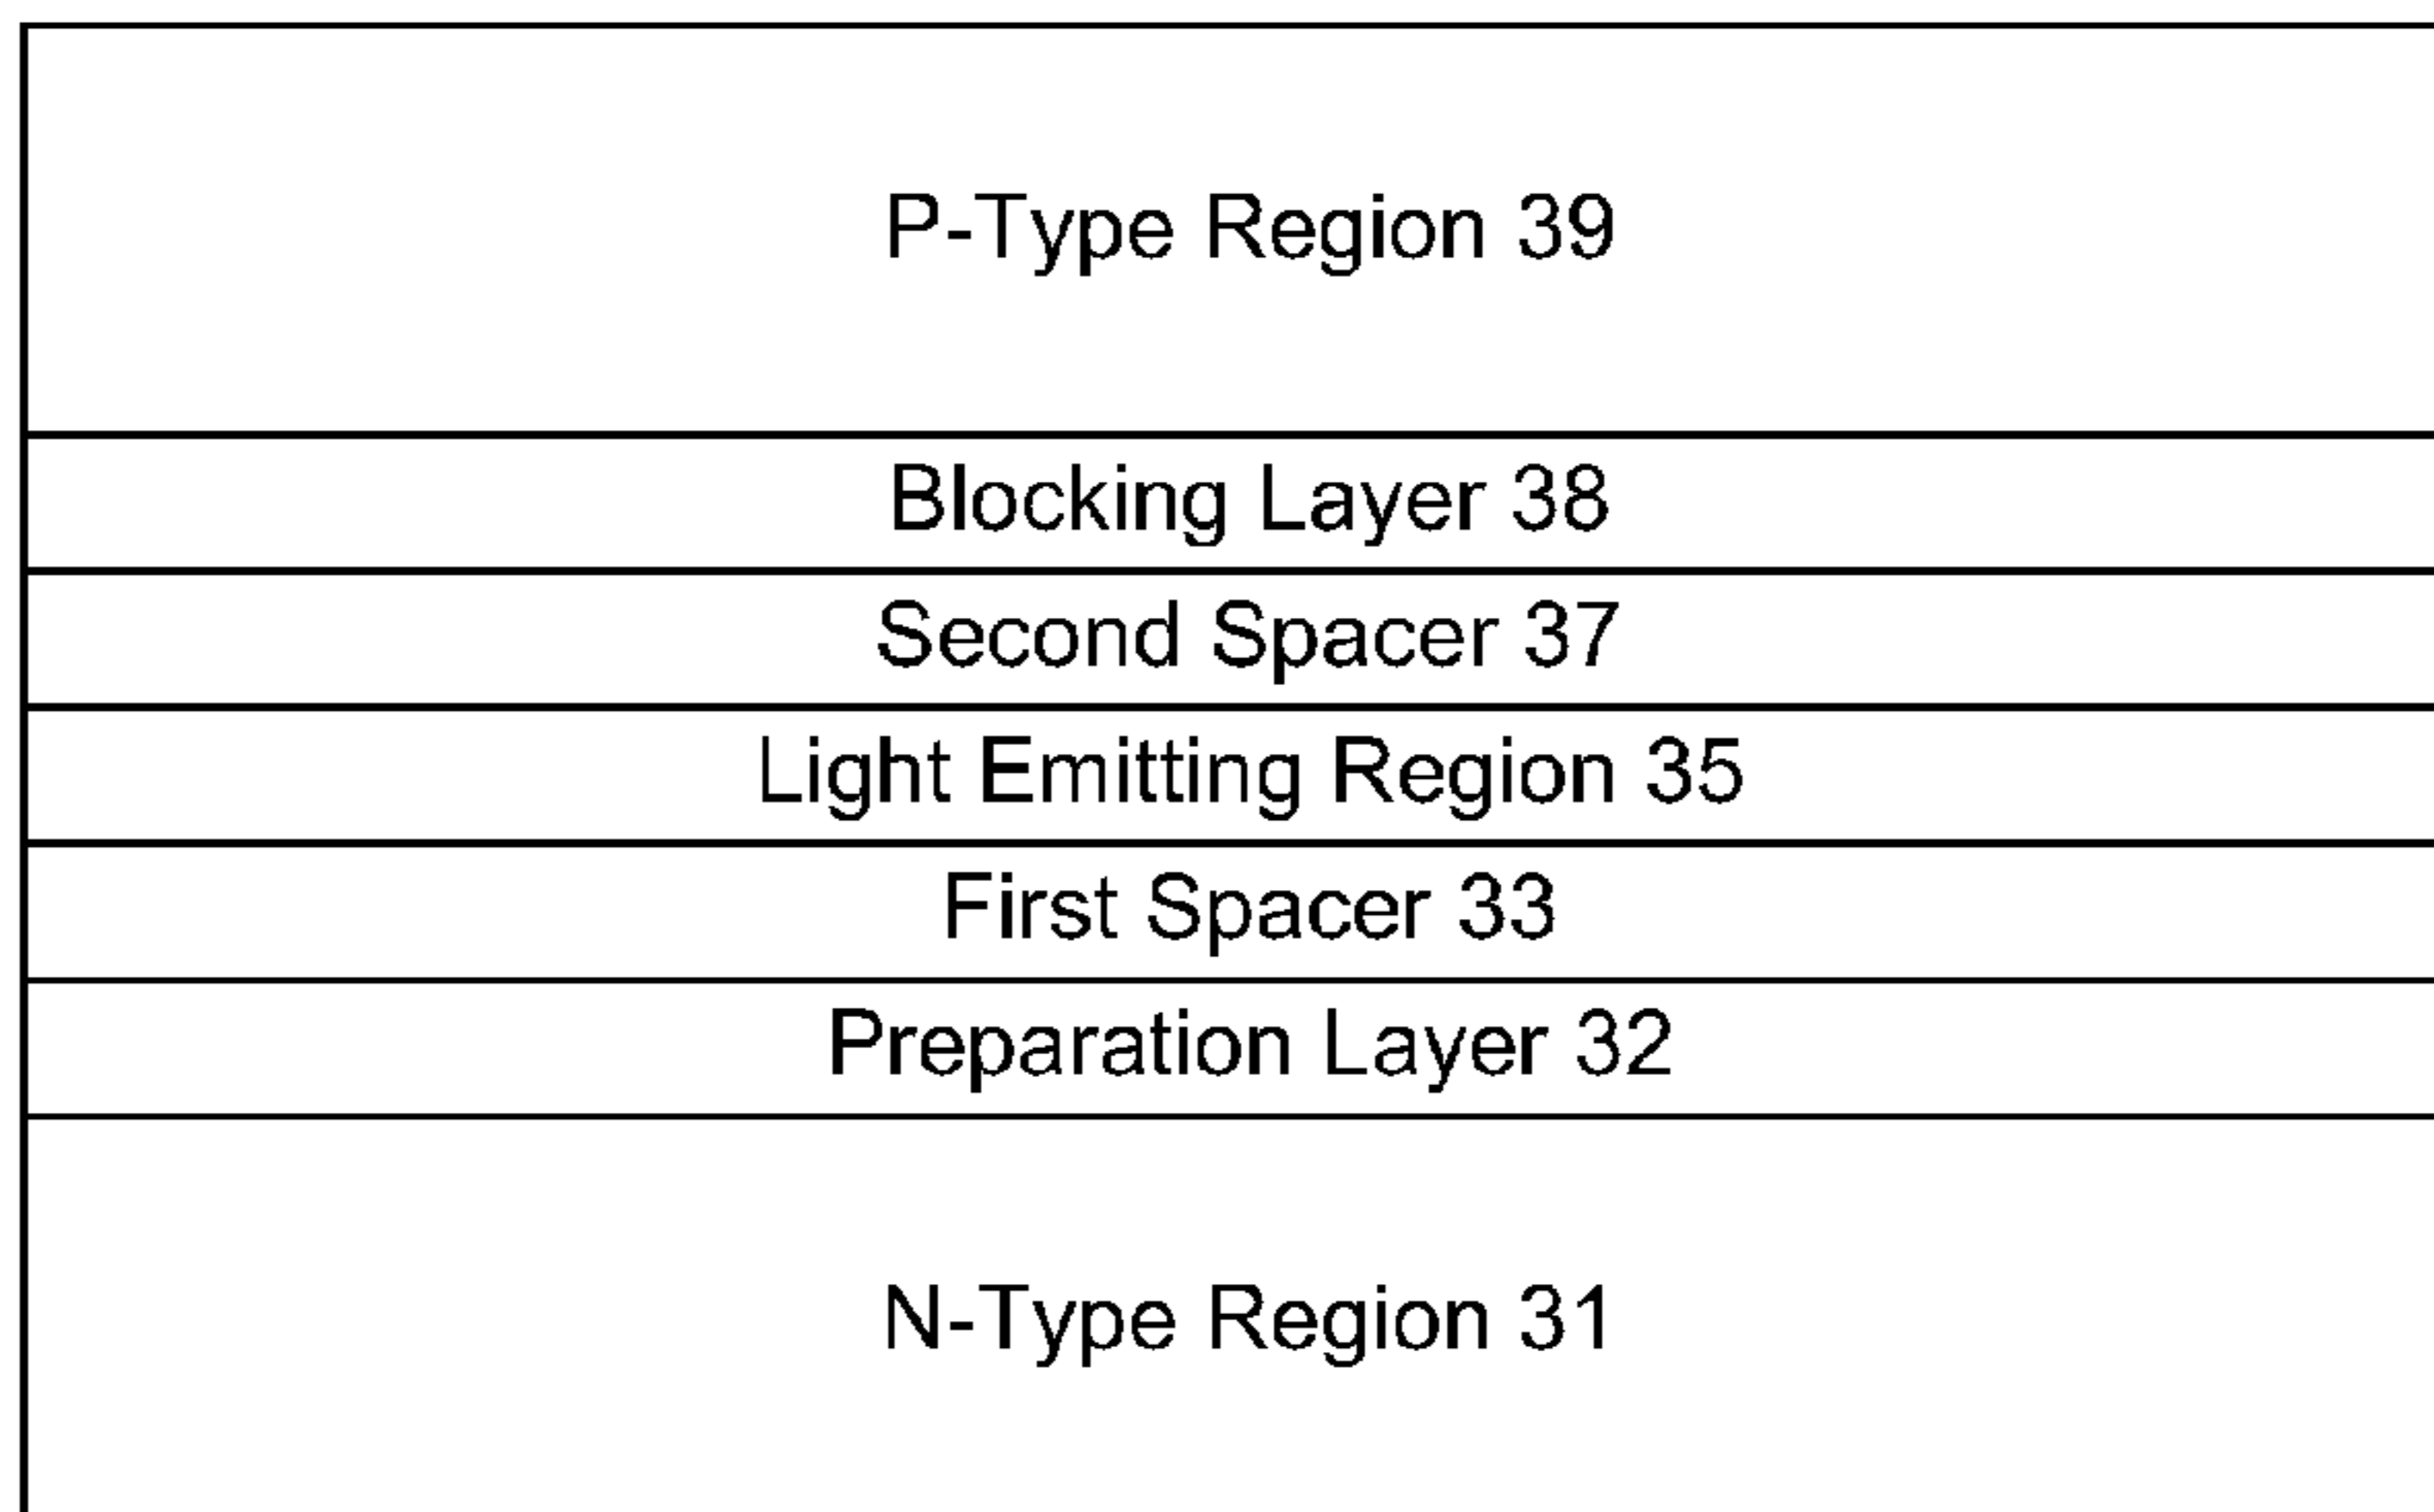 P-Type Region 39
Blocking Layer 38
Second Spacer 37
Light Emitting Region 35
First Spacer 33
Preparation Layer 32
N-Type Region 31